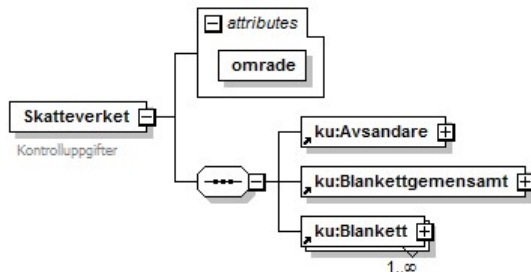 attributes
omrade
Skatteverket
Kontrolluppgifter
ku:Avsandare
ku:Blankettgemensamt
ku:Blankett
1..∞